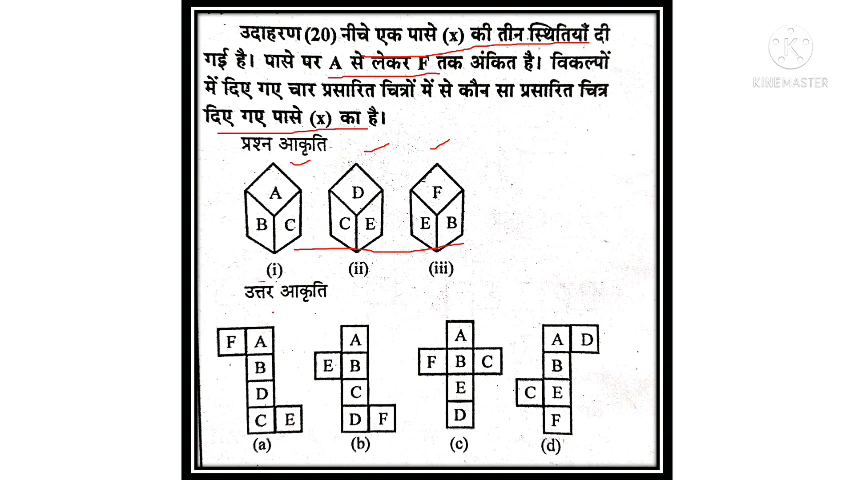 उदाहरण (20) नीचे एक पासे (x) की तीन स्थितियाँ दी
गई है। पासे पर A से लेकर F तक अंकित है। विकल्पों
में दिए गए चार प्रसारित चित्रों में से कौन सा प्रसारित चित्र
दिए गए पासे (x) का है।
KINEMASTER
प्रश्न आकृति
A D F
B C C E E B
(i) (ii) (iii)
उत्तर आकृति
F A A A A D
B E B F B C B
D C E C E
C E D F D F
(a) (b) (c) (d)